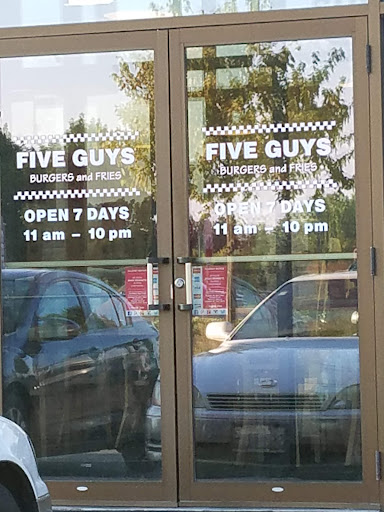 FIVE GUYS
BURGERS and FRIES
OPEN 7 DAYS
11 am – 10 pm
FIVE GUYS
BURGERS and FRIES
OPEN 7 DAYS
11 am – 10 pm